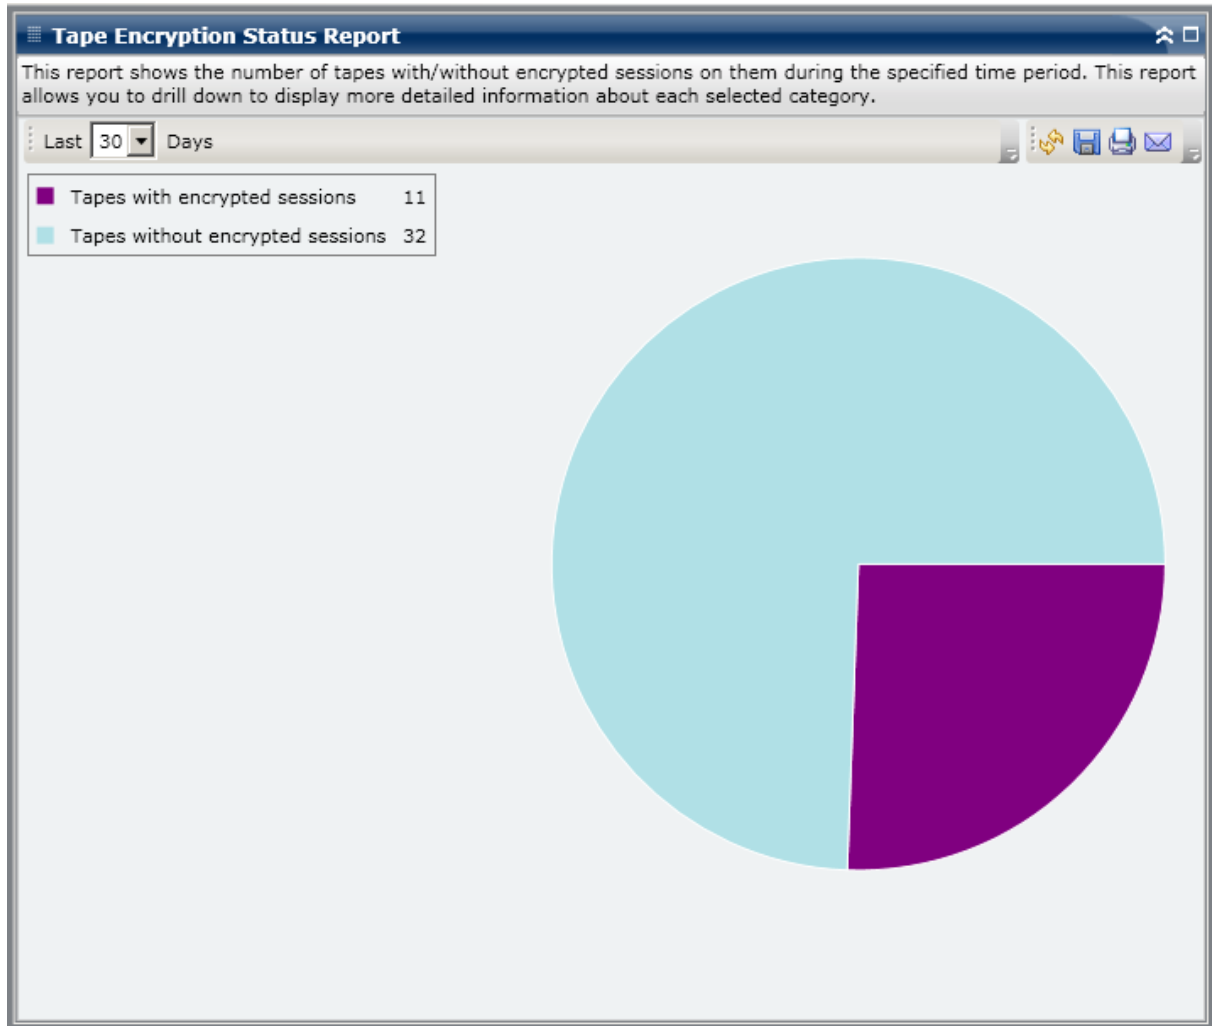 Tape Encryption Status Report
This report shows the number of tapes with/without encrypted sessions on them during the specified time period. This report
allows you to drill down to display more detailed information about each selected category.
Last 30 Days
Tapes with encrypted sessions 11
Tapes without encrypted sessions 32